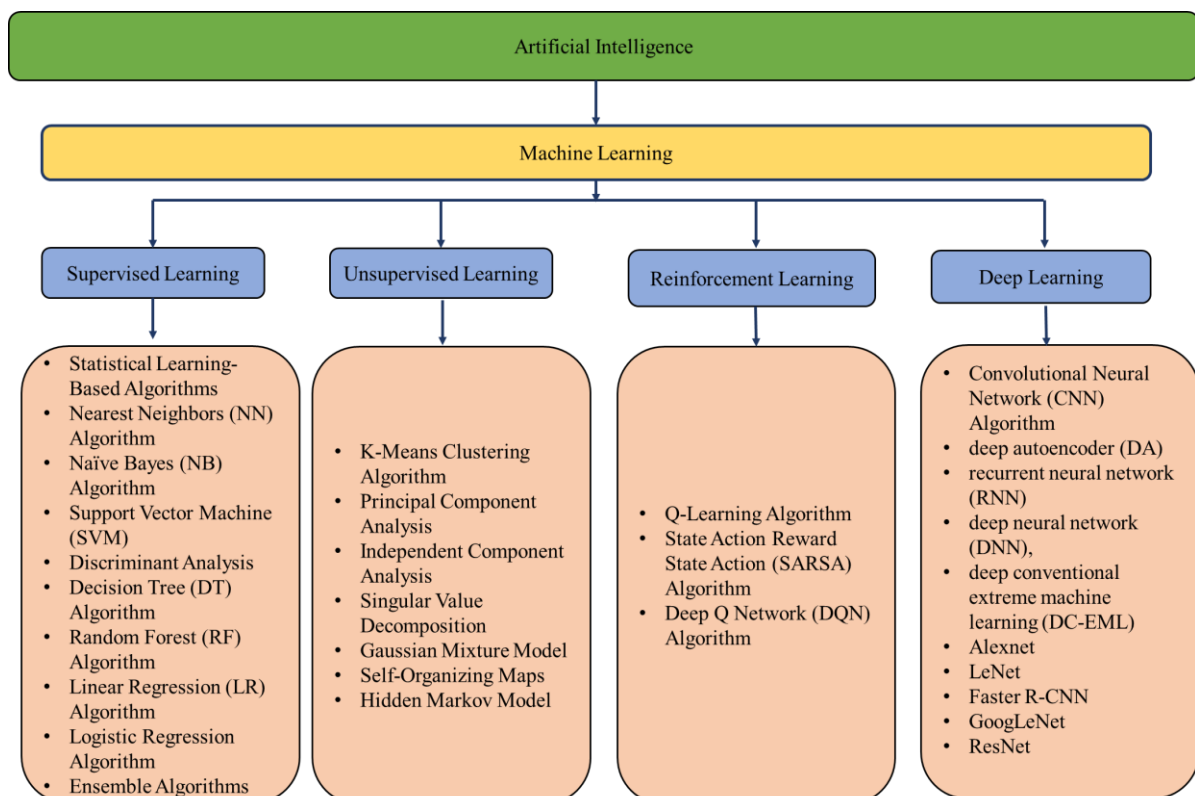 Artificial Intelligence
Machine Learning
Supervised Learning
Unsupervised Learning
Reinforcement Learning
Deep Learning
• Statistical Learning-
Based Algorithms
• Nearest Neighbors (NN)
Algorithm
• Naïve Bayes (NB)
Algorithm
• Support Vector Machine
(SVM)
• Discriminant Analysis
• Decision Tree (DT)
Algorithm
• Random Forest (RF)
Algorithm
• Linear Regression (LR)
Algorithm
• Logistic Regression
Algorithm
• Ensemble Algorithms
• K-Means Clustering
Algorithm
• Principal Component
Analysis
• Independent Component
Analysis
• Singular Value
Decomposition
• Gaussian Mixture Model
• Self-Organizing Maps
• Hidden Markov Model
• Q-Learning Algorithm
• State Action Reward
State Action (SARSA)
Algorithm
• Deep Q Network (DQN)
Algorithm
• Convolutional Neural
Network (CNN)
Algorithm
• deep autoencoder (DA)
• recurrent neural network
(RNN)
• deep neural network
(DNN),
• deep conventional
extreme machine
learning (DC-EML)
• Alexnet
• LeNet
• Faster R-CNN
• GoogLeNet
• ResNet